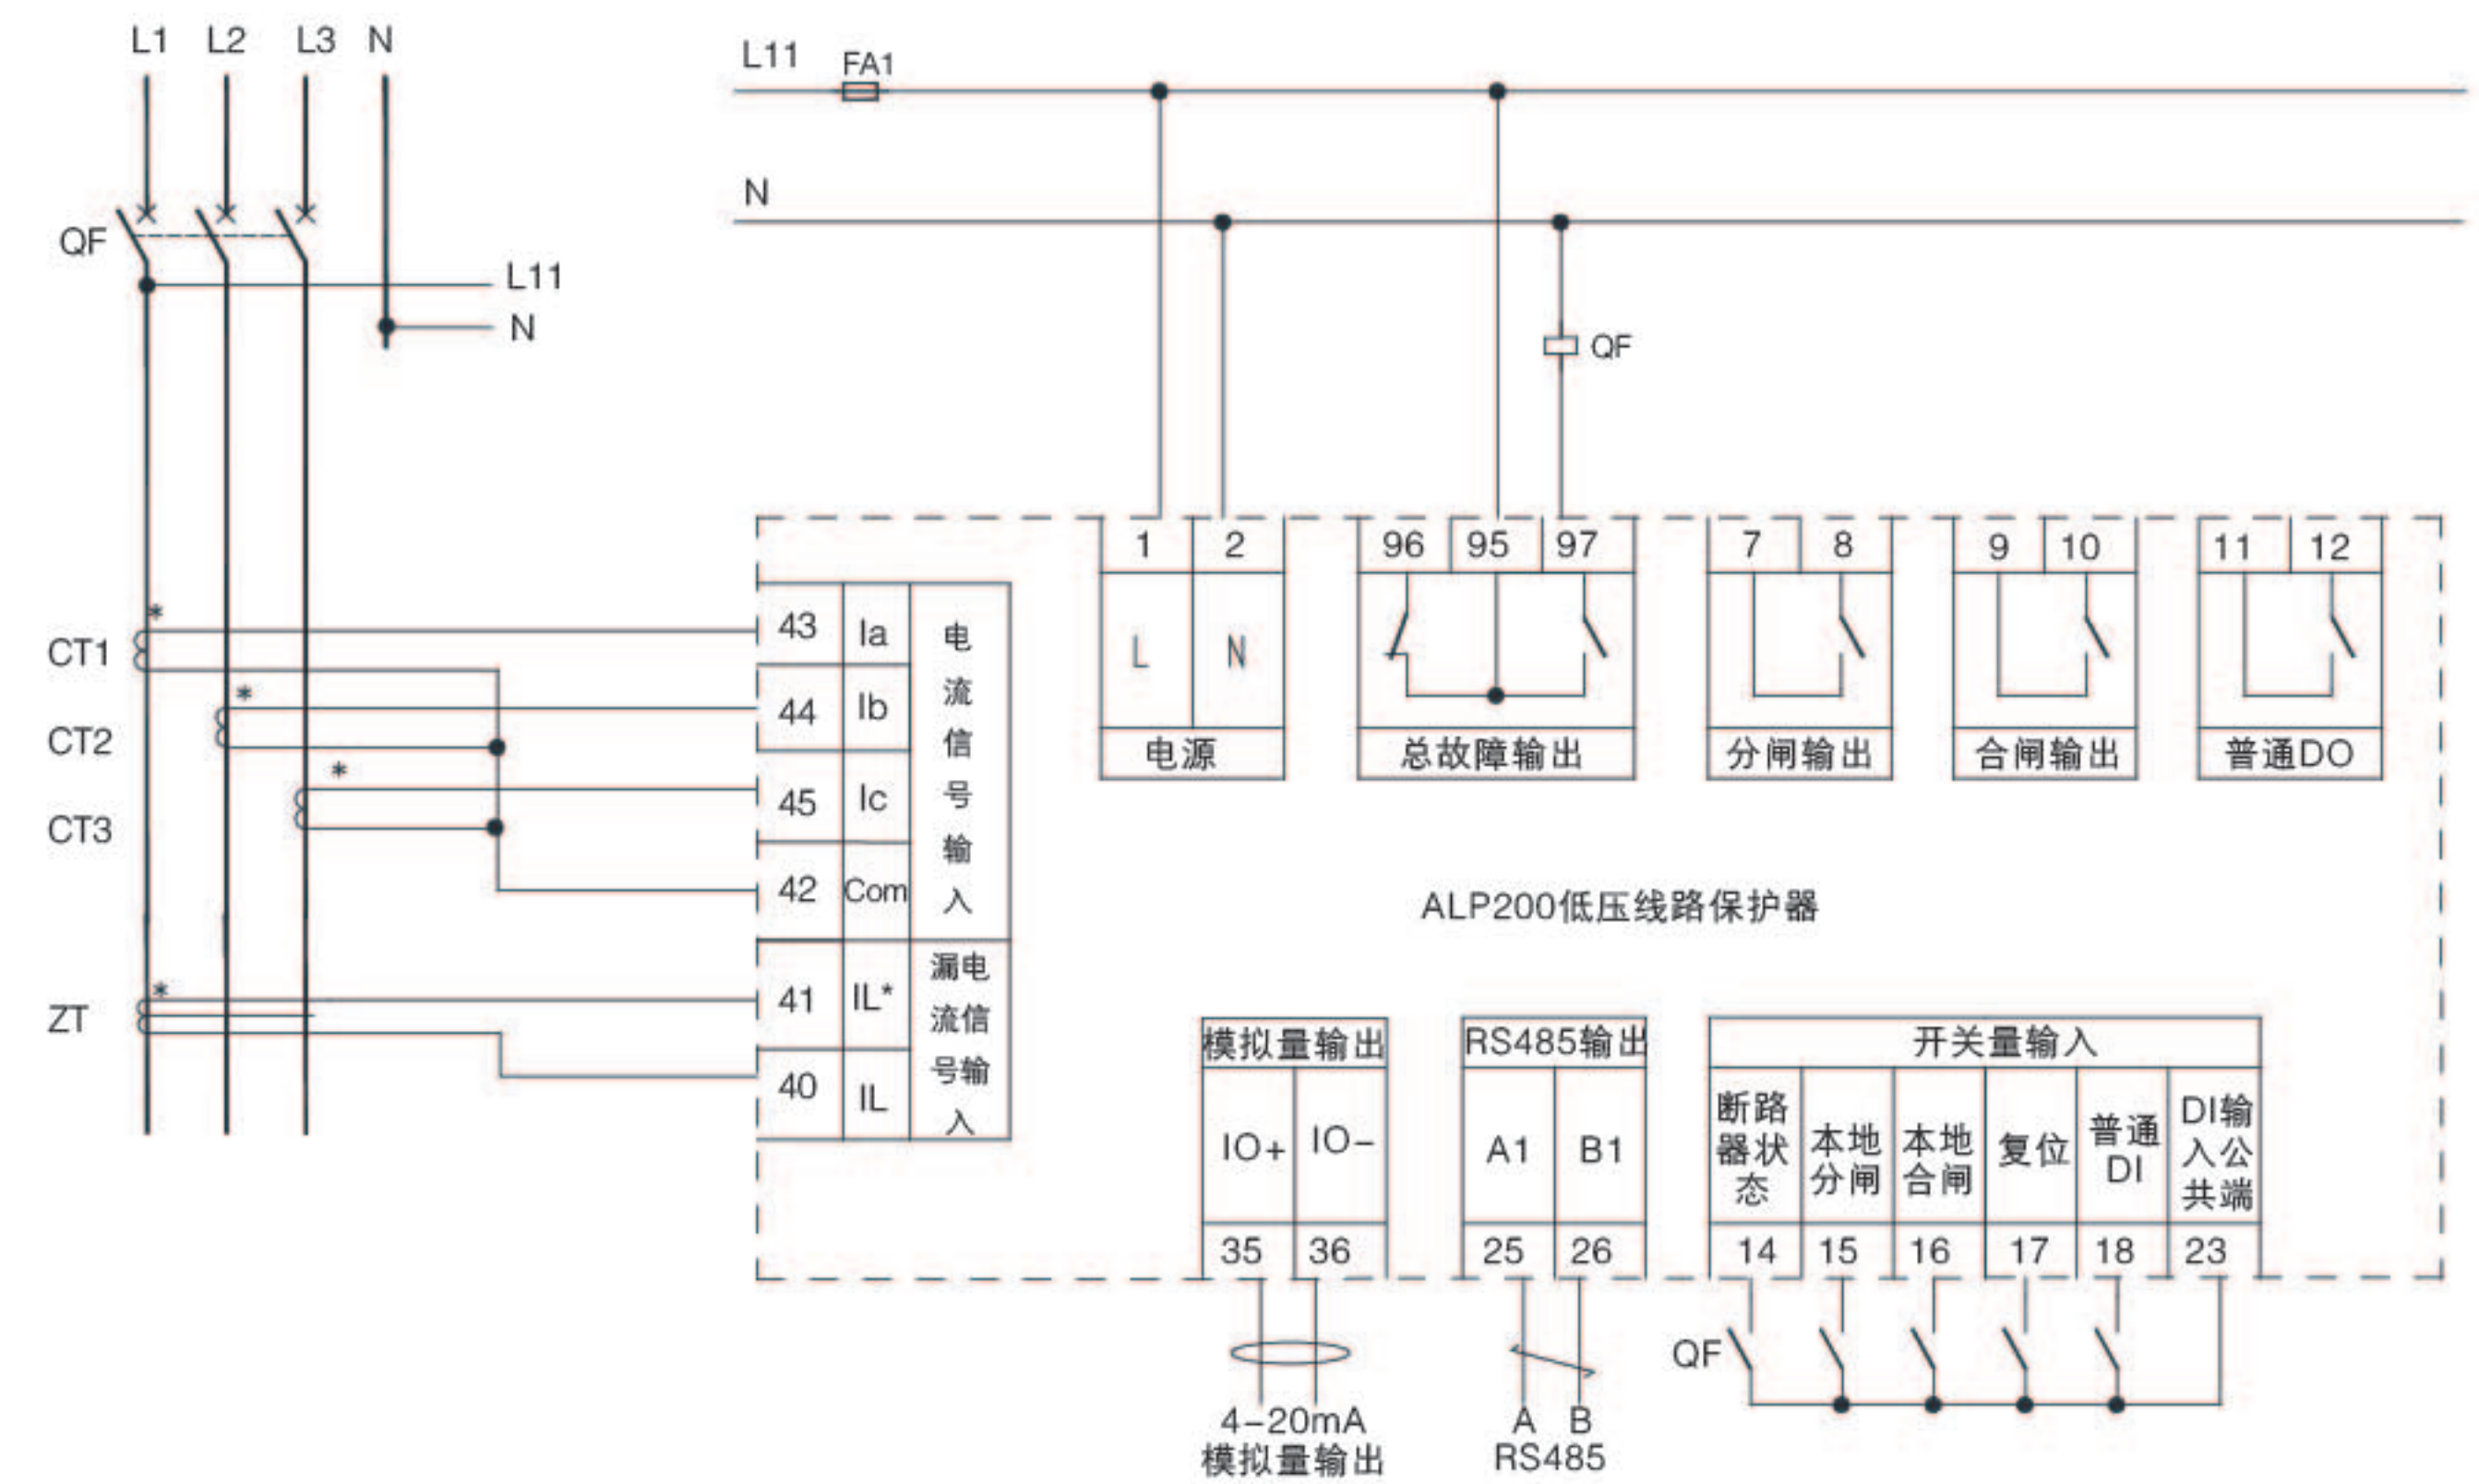 L1 L2 L3 N
L11 FA1
N
QF
L11
N
QF
1 2
96 95 97
7 8
9 10
11 12
L N
电源
总故障输出
分闸输出
合闸输出
普通DO
*
CT1
*
CT2
*
CT3
*
ZT
43 Ia
44 Ib
45 Ic
42 Com
电
流
信
号
输
入
41 IL*
40 IL
漏电
流信
号输
入
ALP200低压线路保护器
模拟量输出
IO+ IO-
35 36
4-20mA
模拟量输出
RS485输出
A1 B1
25 26
A B
RS485
开关量输入
断路
器状
态
本地
分闸
本地
合闸
复位
普通
DI
DI输
入公
共端
14 15 16 17 18 23
QF